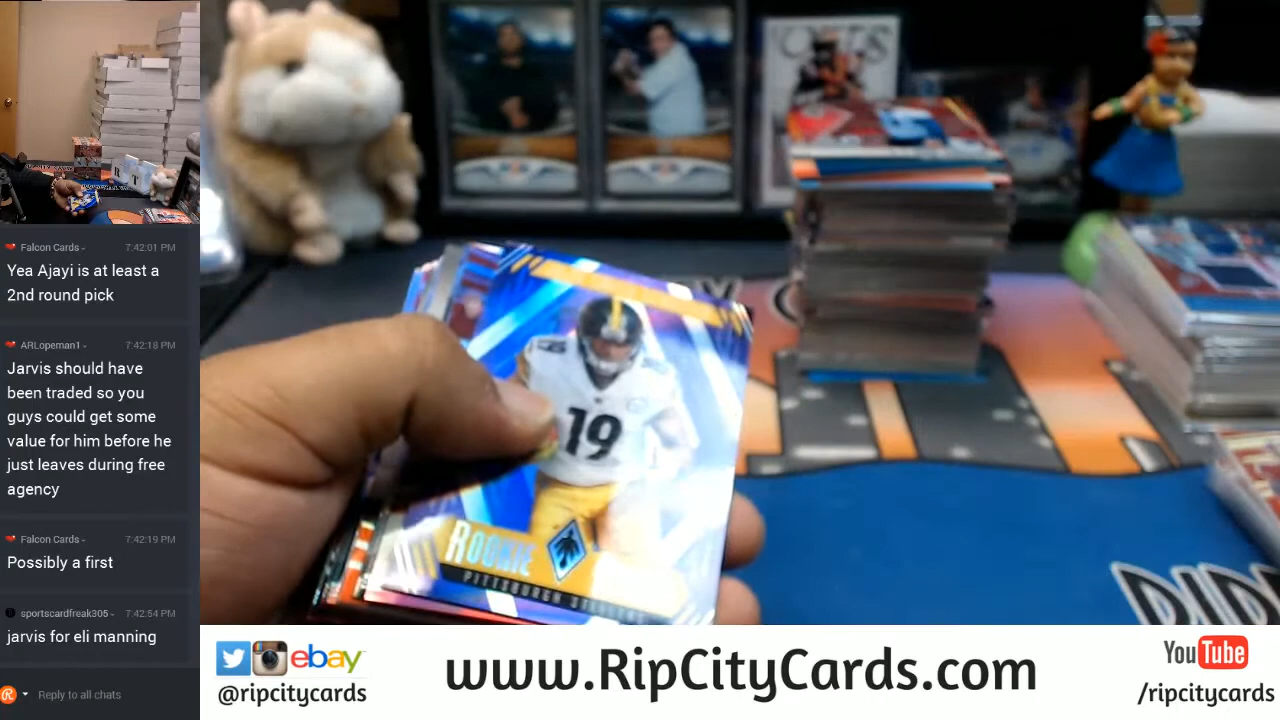 Falcon Cards
7:42:01 PM
Yea Ajayi is at least a
2nd round pick
ARLopeman1
7:42:18 PM
Jarvis should have
been traded so you
guys could get some
value for him before he
just leaves during free
agency
Falcon Cards
7:42:19 PM
Possibly a first
sportscardfreak305
7:42:54 PM
jarvis for eli manning
Reply to all chats
19
19
ROOKIE
PITTSBURGH STEELERS
ebay
@ripcitycards
www.RipCityCards.com
YouTube
/ripcitycards